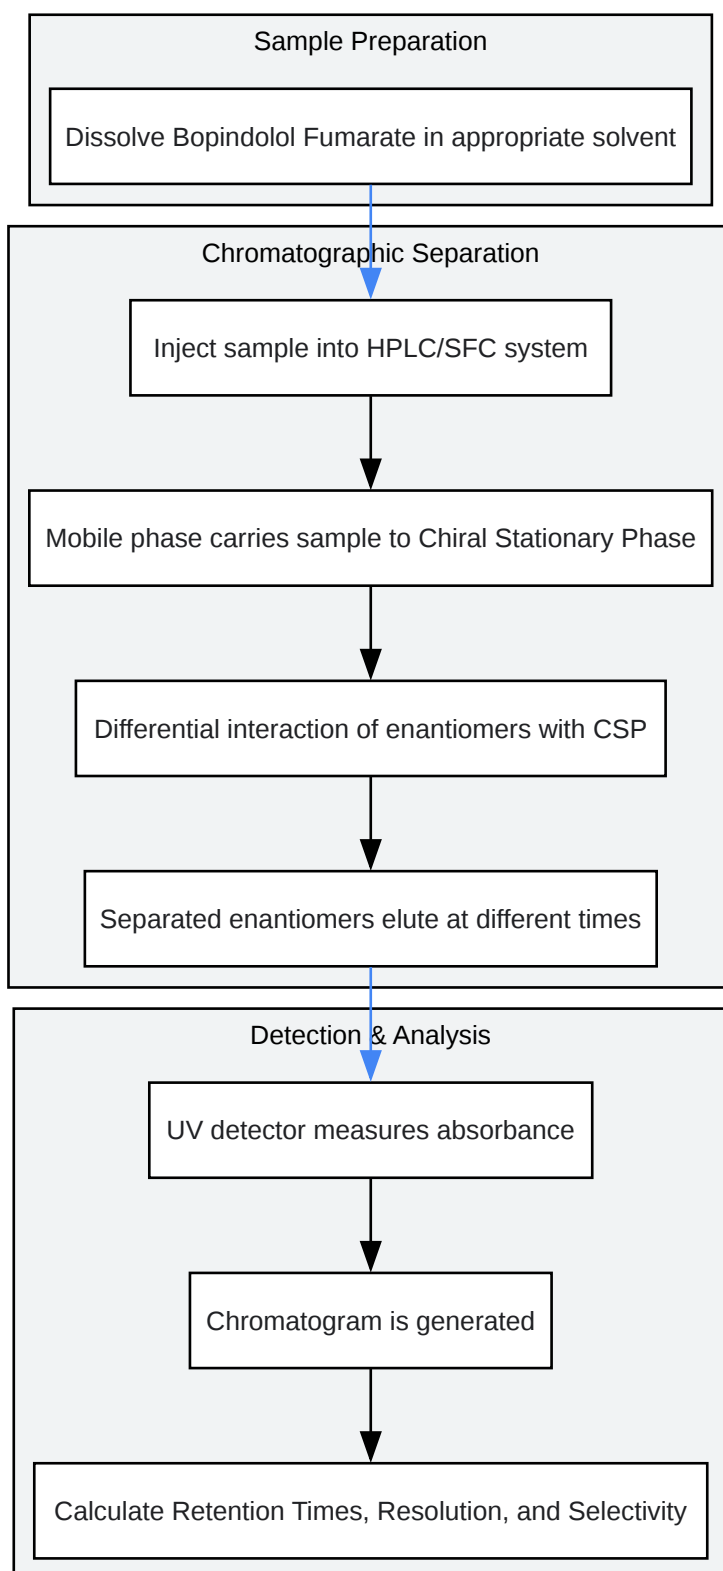 Sample Preparation
Dissolve Bopindolol Fumarate in appropriate solvent
Chromatographic Separation
Inject sample into HPLC/SFC system
Mobile phase carries sample to Chiral Stationary Phase
Differential interaction of enantiomers with CSP
Separated enantiomers elute at different times
Detection & Analysis
UV detector measures absorbance
Chromatogram is generated
Calculate Retention Times, Resolution, and Selectivity